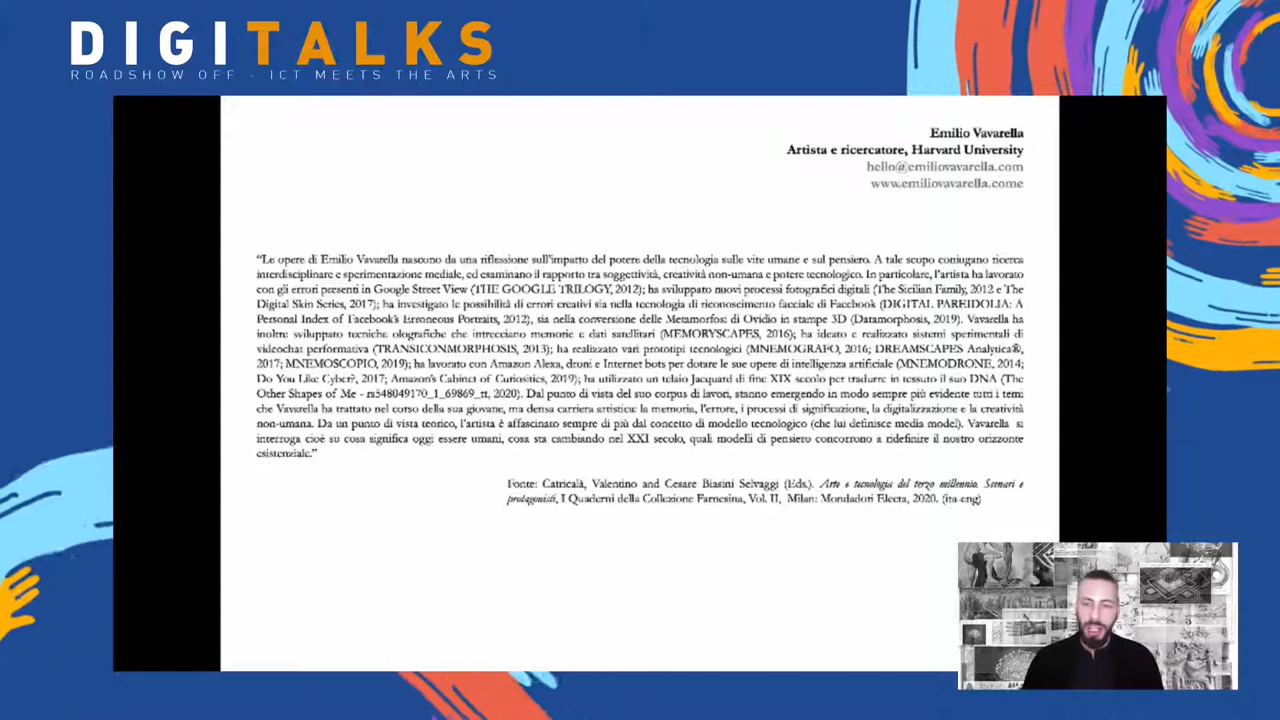 DIGITALKS
ROADSHOW OFF - ICT MEETS THE ARTS
Emilio Vavarella
Artista e ricercatore, Harvard University
hello@emiliovavarella.com
www.emiliovavarella.come
“Le opere di Emilio Vavarella nascono da una riflessione sull’impatto del potere della tecnologia sulle vite umane e sul pensiero. A tale scopo coniugano ricerca
interdisciplinare e sperimentazione mediale, ed esaminano il rapporto tra soggettività, creatività non-umana e potere tecnologico. In particolare, l’artista ha lavorato
con gli errori presenti in Google Street View (THE GOOGLE TRILOGY, 2012); ha sviluppato nuovi processi fotografici digitali (The Sicilian Family, 2012 e The
Digital Skin Series, 2017); ha investigato le possibilità di errori creativi sia nella tecnologia di riconoscimento facciale di Facebook (DIGITAL PAREIDOLIA: A
Personal Index of Facebook’s Erroneous Portraits, 2012), sia nella conversione delle Metamorfosi di Ovidio in stampe 3D (Datamorphosis, 2019). Vavarella ha
inoltre sviluppato tecniche olografiche che intrecciano memorie e dati satellitari (MEMORYSCAPES, 2016); ha ideato e realizzato sistemi sperimentali di
videochat performativa (TRANSICONMORPHOSIS, 2013); ha realizzato vari prototipi tecnologici (MNEMOGRAFO, 2016; DREAMSCAPES Analytica®,
2017; MNEMOSCOPIO, 2019); ha lavorato con Amazon Alexa, droni e Internet bots per dotare le sue opere di intelligenza artificiale (MNEMODRONE, 2014;
Do You Like Cyber?, 2017; Amazon’s Cabinet of Curiosities, 2019); ha utilizzato un telaio Jacquard di fine XIX secolo per tradurre in tessuto il suo DNA (The
Other Shapes of Me - rs548049170_1_69869_tt, 2020). Dal punto di vista del suo corpus di lavori, stanno emergendo in modo sempre più evidente tutti i temi
che Vavarella ha trattato nel corso della sua giovane, ma densa carriera artistica: la memoria, l’errore, i processi di significazione, la digitalizzazione e la creatività
non-umana. Da un punto di vista teorico, l’artista è affascinato sempre di più dal concetto di modello tecnologico (che lui definisce media model). Vavarella si
interroga cioè su cosa significa oggi essere umani, cosa sta cambiando nel XXI secolo, quali modelli di pensiero concorrono a ridefinire il nostro orizzonte
esistenziale.”
Fonte: Catricalà, Valentino and Cesare Biasini Selvaggi (Eds.). Arte e tecnologia del terzo millennio. Scenari e
protagonisti, I Quaderni della Collezione Farnesina, Vol. II, Milan: Mondadori Electa, 2020. (ita-eng)